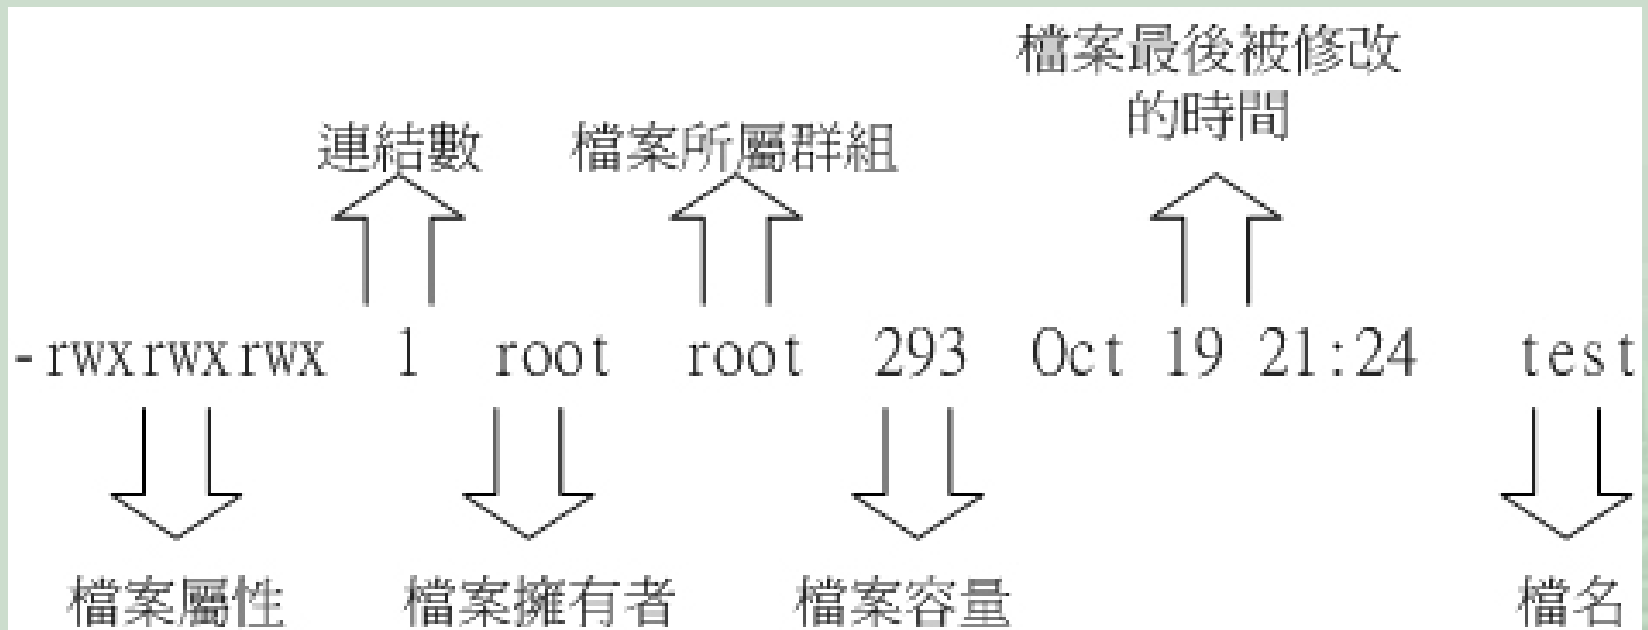 檔案最後被修改
的時間
連結數 檔案所屬群組
-rwxrwxrwx 1 root root 293 Oct 19 21:24 test
檔案屬性 檔案擁有者 檔案容量 檔名